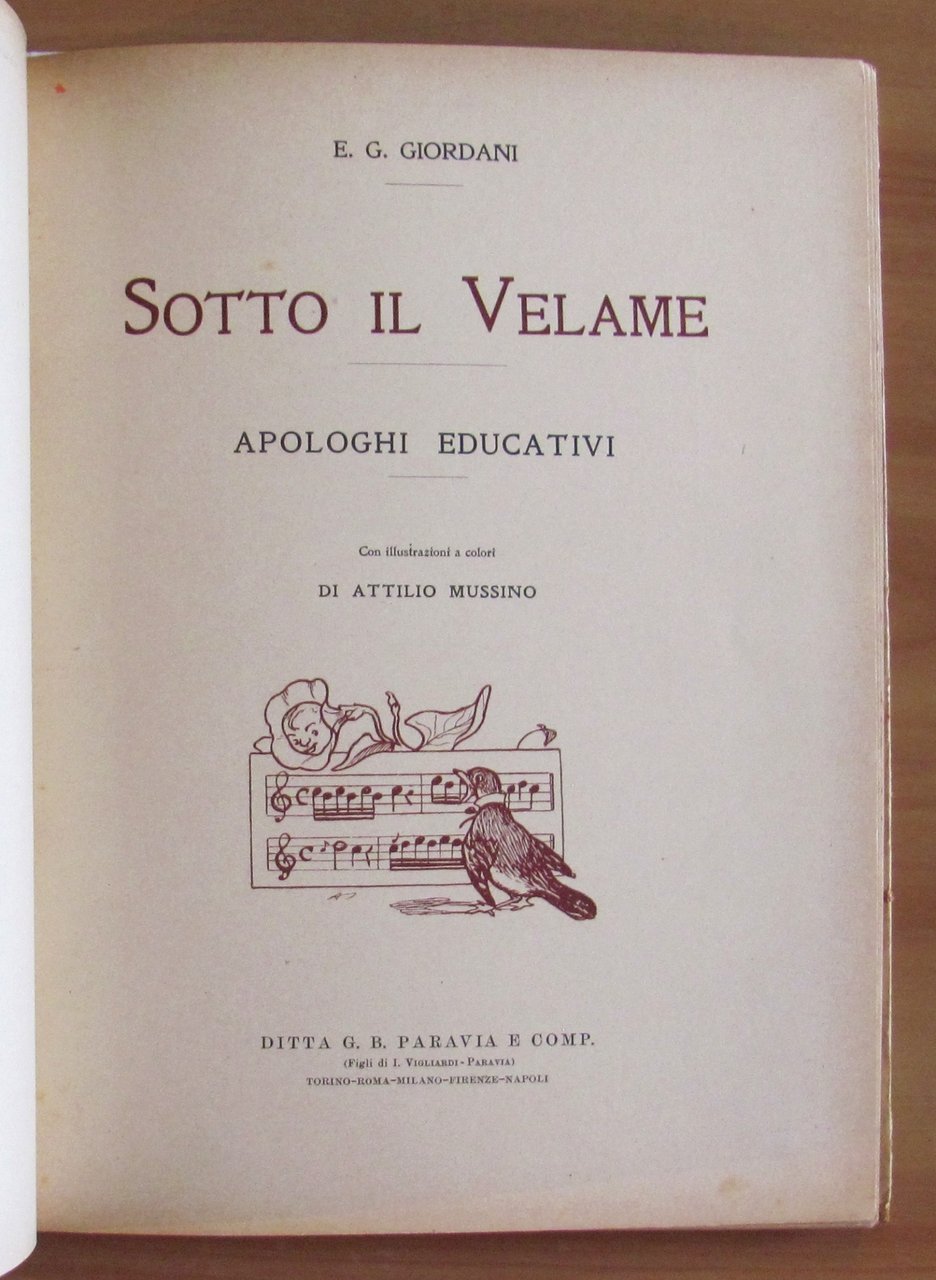 E. G. GIORDANI
SOTTO IL VELAME
APOLOGHI EDUCATIVI
Con illustrazioni a colori
DI ATTILIO MUSSINO
DITTA G. B. PARAVIA E COMP.
(Figli di I. VIGLIARDI-PARAVIA)
TORINO-ROMA-MILANO-FIRENZE-NAPOLI